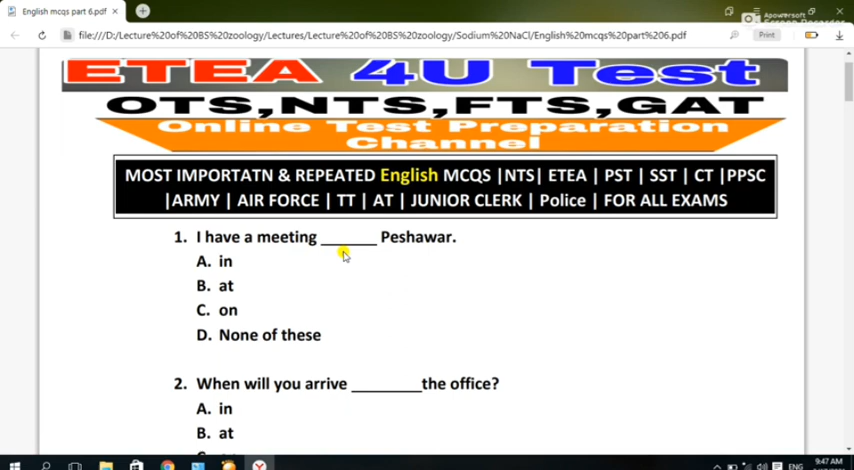 English mcqs part 6.pdf
Apowersoft
Screen Recorder
file:///D:/Lecture%20of%20BS%20zoology/Lectures/Lecture%20of%20BS%20zoology/Sodium%20NaCl/English%20mcqs%20part%206.pdf
Print
ETEA 4U Test
OTS,NTS,FTS,GAT
Online Test Preparation
Channel
MOST IMPORTATN & REPEATED English MCQS |NTS| ETEA | PST | SST | CT |PPSC
|ARMY | AIR FORCE | TT | AT | JUNIOR CLERK | Police | FOR ALL EXAMS
1. I have a meeting ______ Peshawar.
A. in
B. at
C. on
D. None of these
2. When will you arrive ________the office?
A. in
B. at
ENG
9:47 AM